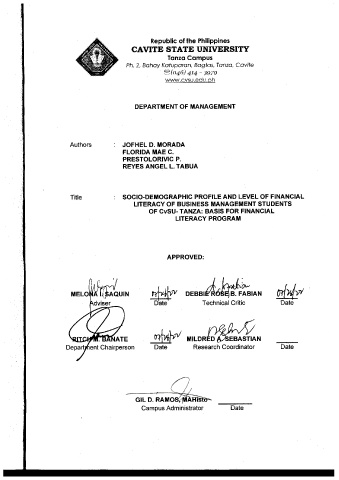 Republic of the Philippines
CAVITE STATE UNIVERSITY
Tanza Campus
Ph. 2, Bahay Katuparan, Bagtas, Tanza, Cavite
☎(046) 414 - 3979
www.cvsu.edu.ph
DEPARTMENT OF MANAGEMENT
Authors : JOFHEL D. MORADA
FLORIDA MAE C.
PRESTOLORIVIC P.
REYES ANGEL L. TABUA
Title : SOCIO-DEMOGRAPHIC PROFILE AND LEVEL OF FINANCIAL
LITERACY OF BUSINESS MANAGEMENT STUDENTS
OF CvSU- TANZA: BASIS FOR FINANCIAL
LITERACY PROGRAM
APPROVED:
MELONA I. SAQUIN DEBBIE ROSE B. FABIAN
Adviser Date Technical Critic Date
RITCH M. BANATE MILDRED A. SEBASTIAN
Department Chairperson Date Research Coordinator Date
GIL D. RAMOS, MAHisto
Campus Administrator Date